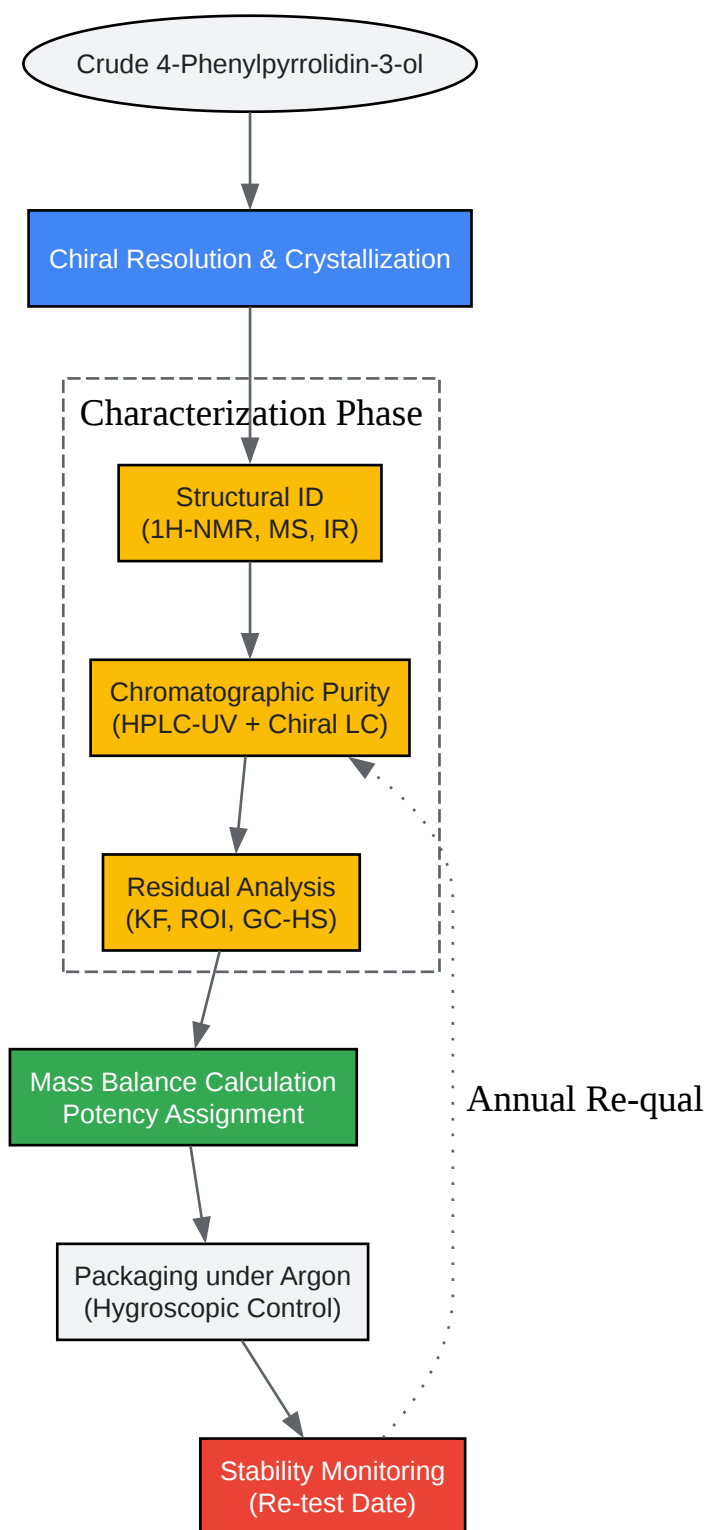 Crude 4-Phenylpyrrolidin-3-ol
Chiral Resolution & Crystallization
Characterization Phase
Structural ID
(1H-NMR, MS, IR)
Chromatographic Purity
(HPLC-UV + Chiral LC)
Residual Analysis
(KF, ROI, GC-HS)
Mass Balance Calculation
Potency Assignment
Annual Re-qual
Packaging under Argon
(Hygroscopic Control)
Stability Monitoring
(Re-test Date)